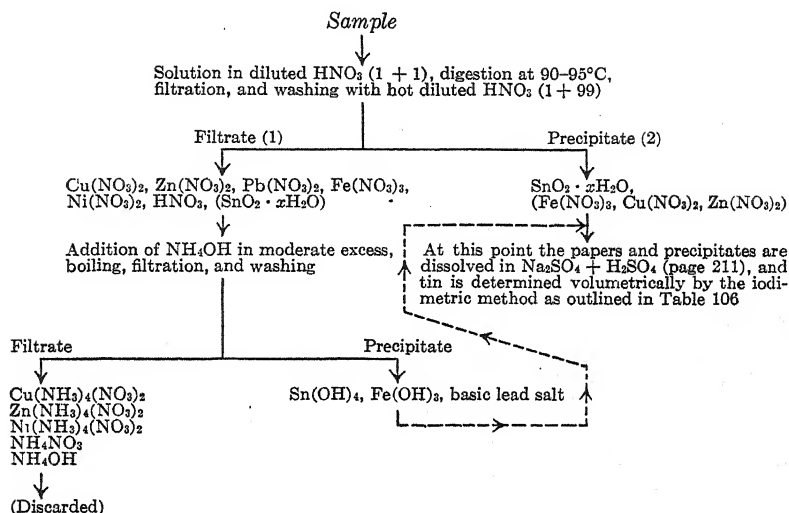 Sample
Solution in diluted HNO3 (1 + 1), digestion at 90–95°C,
filtration, and washing with hot diluted HNO3 (1 + 99)
Filtrate (1)
Precipitate (2)
Cu(NO3)2, Zn(NO3)2, Pb(NO3)2, Fe(NO3)3,
Ni(NO3)2, HNO3, (SnO2 · xH2O)
SnO2 · xH2O,
(Fe(NO3)3, Cu(NO3)2, Zn(NO3)2)
Addition of NH4OH in moderate excess,
boiling, filtration, and washing
At this point the papers and precipitates are
dissolved in Na2SO4 + H2SO4 (page 211), and
tin is determined volumetrically by the iodi-
metric method as outlined in Table 106
Filtrate
Precipitate
Cu(NH3)4(NO3)2
Zn(NH3)4(NO3)2
Ni(NH3)4(NO3)2
NH4NO3
NH4OH
Sn(OH)4, Fe(OH)3, basic lead salt
(Discarded)